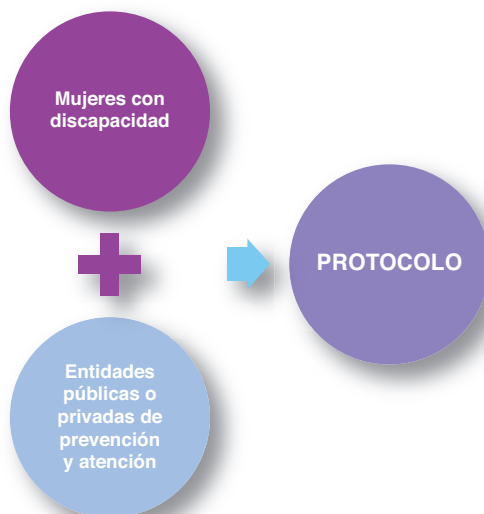 Mujeres con
discapacidad
PROTOCOLO
Entidades
públicas o
privadas de
prevención
y atención